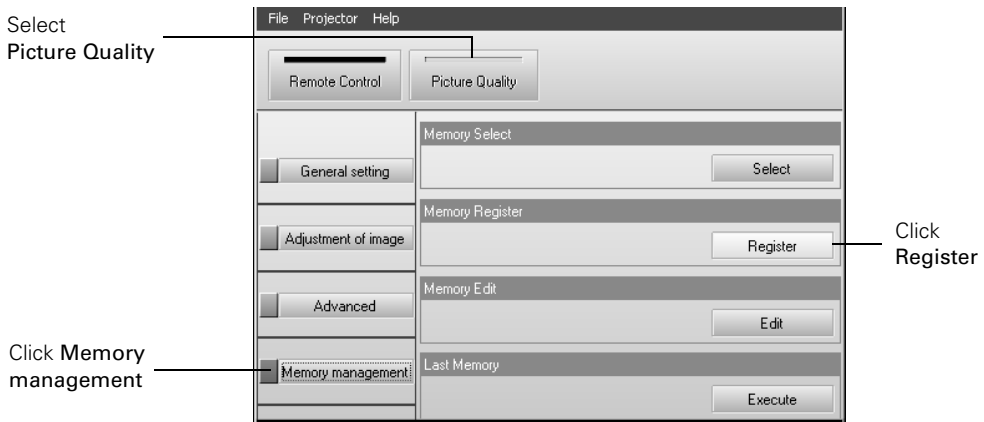 File Projector Help
Select
Picture Quality
Remote Control
Picture Quality
Memory Select
General setting
Select
Memory Register
Adjustment of image
Register
Click
Register
Memory Edit
Advanced
Edit
Click Memory
management
Last Memory
Memory management
Execute